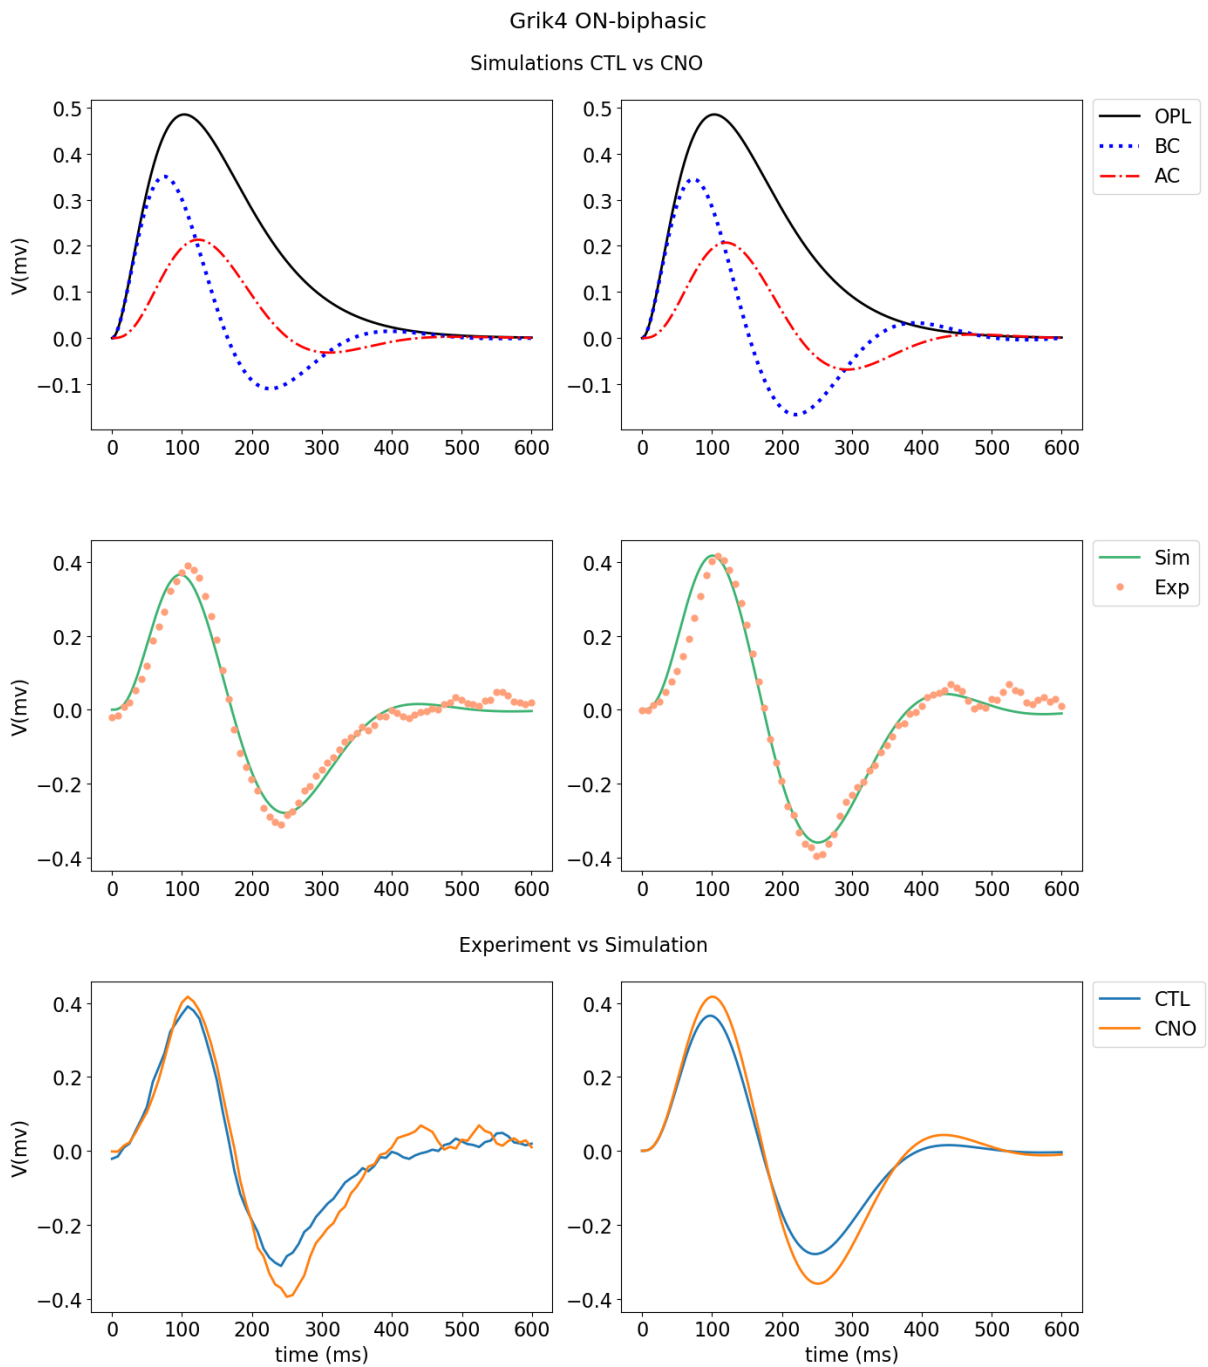 Grik4 ON-biphasic
Simulations CTL vs CNO
0.5
0.4
0.3
0.2
0.1
0.0
−0.1
V(mv)
0 100 200 300 400 500 600
0.5
0.4
0.3
0.2
0.1
0.0
−0.1
0 100 200 300 400 500 600
OPL
BC
AC
0.4
0.2
0.0
−0.2
−0.4
V(mv)
0 100 200 300 400 500 600
0.4
0.2
0.0
−0.2
−0.4
0 100 200 300 400 500 600
Sim
Exp
Experiment vs Simulation
0.4
0.2
0.0
−0.2
−0.4
V(mv)
0 100 200 300 400 500 600
time (ms)
0.4
0.2
0.0
−0.2
−0.4
0 100 200 300 400 500 600
time (ms)
CTL
CNO